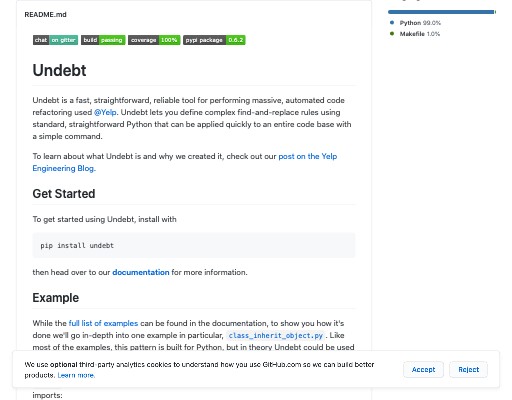 README.md
chat on gitter build passing coverage 100% pypi package 0.6.2
Undebt
Undebt is a fast, straightforward, reliable tool for performing massive, automated code
refactoring used @Yelp. Undebt lets you define complex find-and-replace rules using
standard, straightforward Python that can be applied quickly to an entire code base with
a simple command.
To learn about what Undebt is and why we created it, check out our post on the Yelp
Engineering Blog.
Get Started
To get started using Undebt, install with
pip install undebt
then head over to our documentation for more information.
Example
While the full list of examples can be found in the documentation, to show you how it's
done we'll go in-depth into one example in particular, class_inherit_object.py. Like
most of the examples, this pattern is built for Python, but in theory Undebt could be used
imports:
Python 99.0%
Makefile 1.0%
We use optional third-party analytics cookies to understand how you use GitHub.com so we can build better
products. Learn more.
Accept
Reject